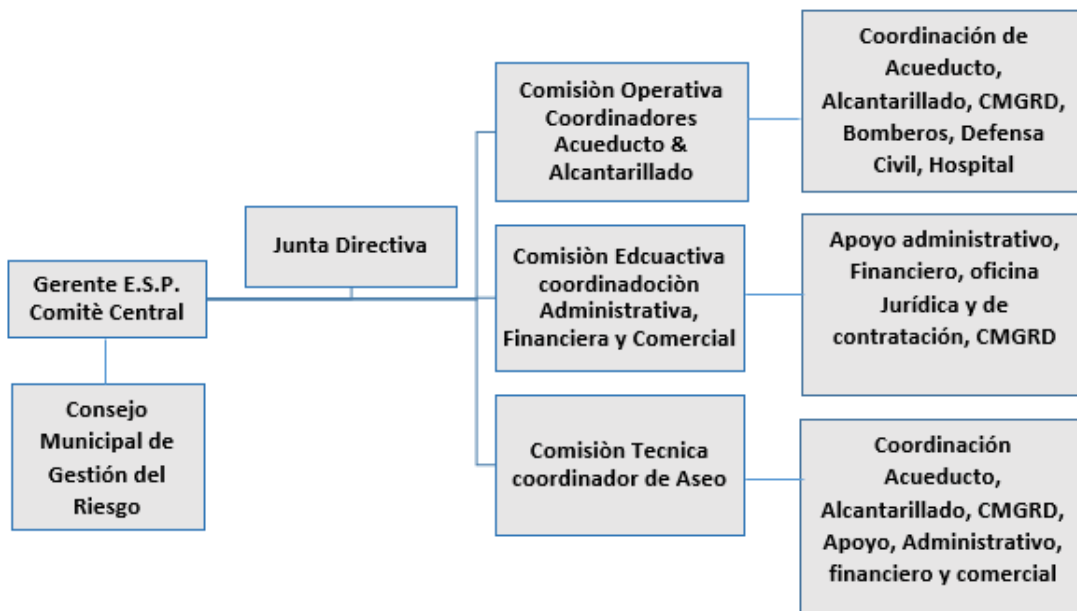 Gerente E.S.P.
Comitè Central
Consejo
Municipal de
Gestión del
Riesgo
Junta Directiva
Comisiòn Operativa
Coordinadores
Acueducto &
Alcantarillado
Comisiòn Edcuactiva
coordinadociòn
Administrativa,
Financiera y Comercial
Comisiòn Tecnica
coordinador de Aseo
Coordinación de
Acueducto,
Alcantarillado, CMGRD,
Bomberos, Defensa
Civil, Hospital
Apoyo administrativo,
Financiero, oficina
Jurídica y de
contratación, CMGRD
Coordinación
Acueducto,
Alcantarillado, CMGRD,
Apoyo, Administrativo,
financiero y comercial